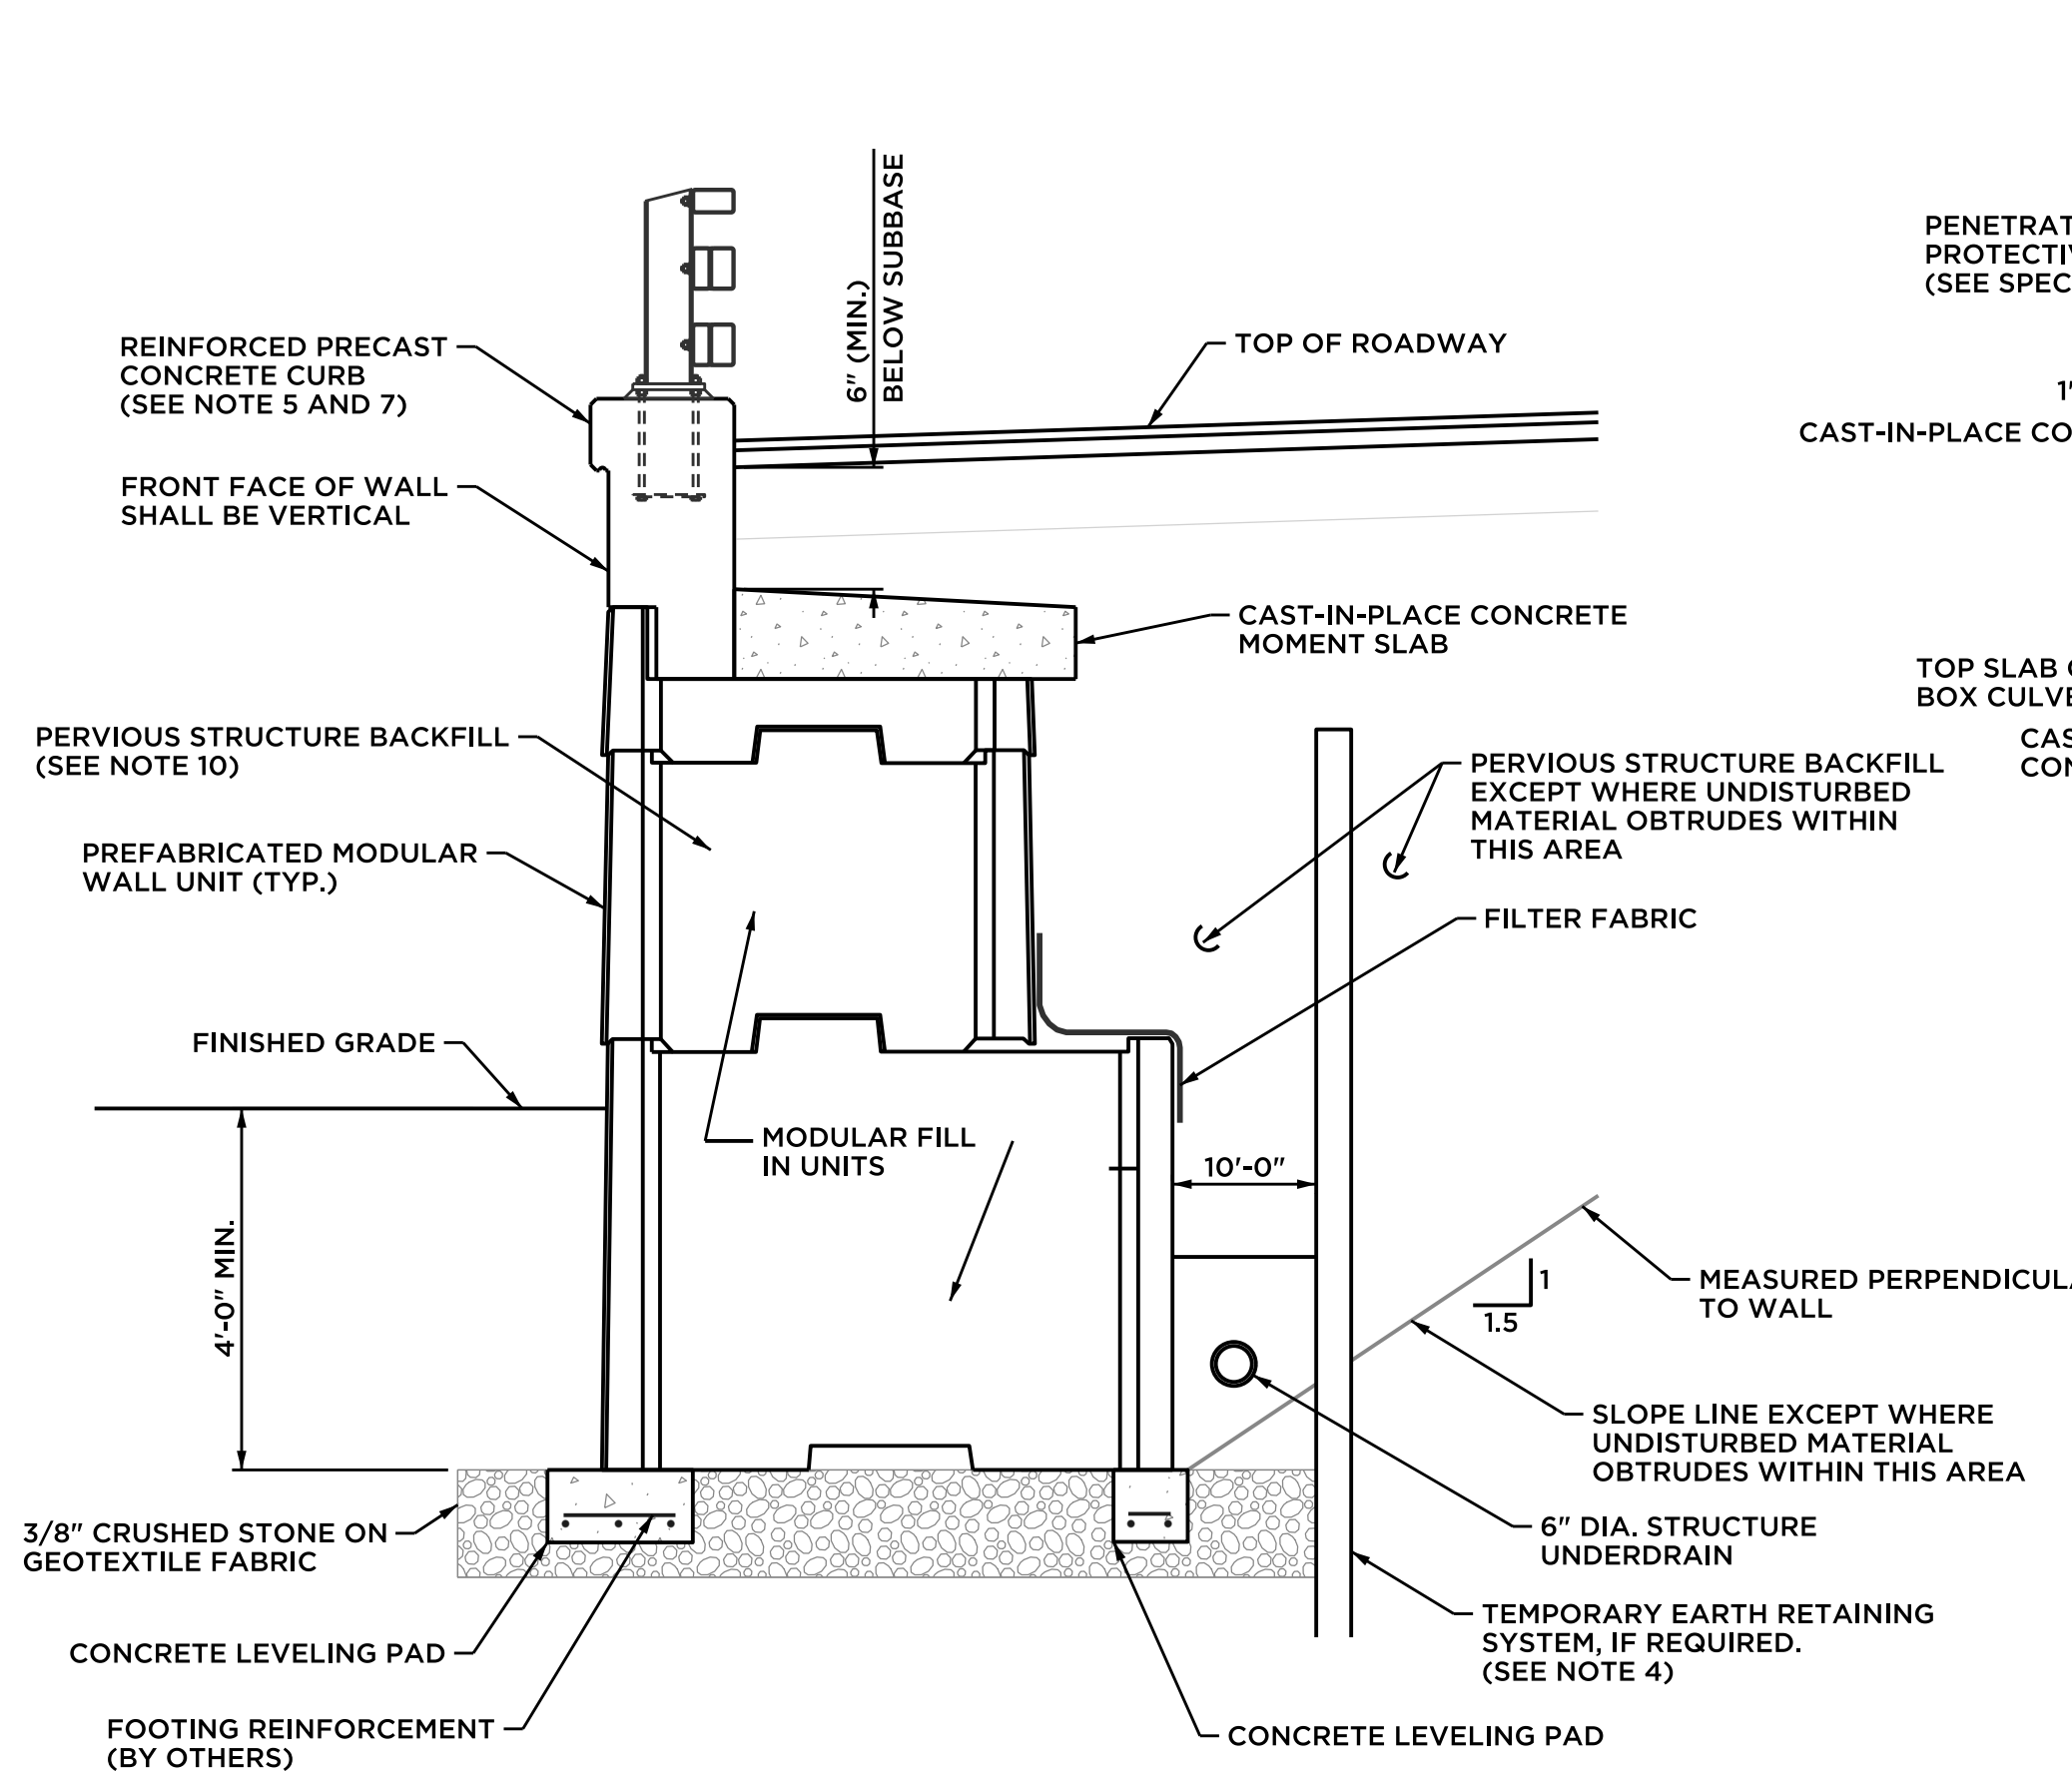 6" (MIN.)
BELOW SUBBASE
REINFORCED PRECAST
CONCRETE CURB
(SEE NOTE 5 AND 7)
FRONT FACE OF WALL
SHALL BE VERTICAL
PERVIOUS STRUCTURE BACKFILL
(SEE NOTE 10)
PREFABRICATED MODULAR
WALL UNIT (TYP.)
FINISHED GRADE
4'-0" MIN.
3/8" CRUSHED STONE ON
GEOTEXTILE FABRIC
CONCRETE LEVELING PAD
FOOTING REINFORCEMENT
(BY OTHERS)
MODULAR FILL
IN UNITS
TOP OF ROADWAY
CAST-IN-PLACE CONCRETE
MOMENT SLAB
PERVIOUS STRUCTURE BACKFILL
EXCEPT WHERE UNDISTURBED
MATERIAL OBTRUDES WITHIN
THIS AREA
FILTER FABRIC
10'-0"
1
1.5
MEASURED PERPENDICULA
TO WALL
SLOPE LINE EXCEPT WHERE
UNDISTURBED MATERIAL
OBTRUDES WITHIN THIS AREA
6" DIA. STRUCTURE
UNDERDRAIN
TEMPORARY EARTH RETAINING
SYSTEM, IF REQUIRED.
(SEE NOTE 4)
CONCRETE LEVELING PAD
PENETRAT
PROTECTIV
(SEE SPEC
1'
CAST-IN-PLACE CO
TOP SLAB
BOX CULVE
CAS
CON